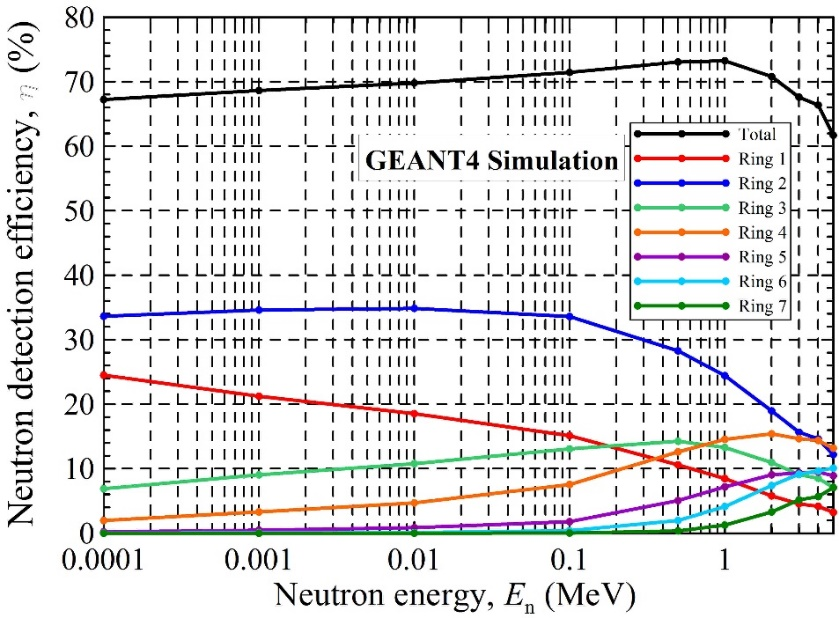 Neutron detection efficiency, η (%)
80
70
60
50
40
30
20
10
0
GEANT4 Simulation
Total
Ring 1
Ring 2
Ring 3
Ring 4
Ring 5
Ring 6
Ring 7
0.0001
0.001
0.01
0.1
1
Neutron energy, En (MeV)